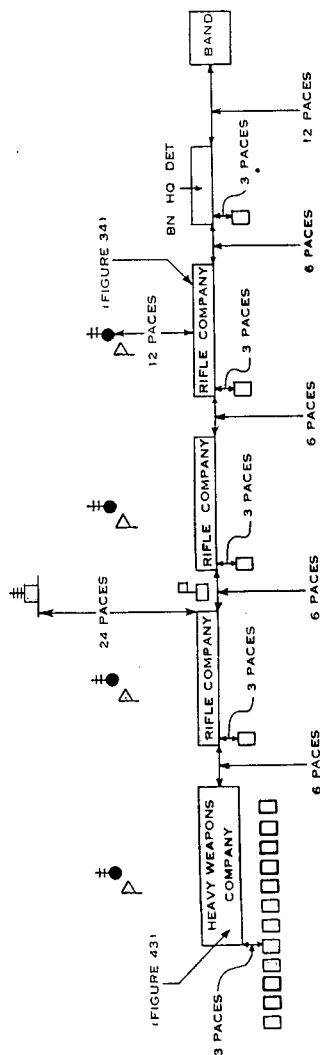 BAND
12 PACES
BN HQ DET
3 PACES
6 PACES
(FIGURE 34)
12 PACES
RIFLE COMPANY
3 PACES
6 PACES
RIFLE COMPANY
3 PACES
6 PACES
24 PACES
RIFLE COMPANY
3 PACES
6 PACES
HEAVY WEAPONS
COMPANY
(FIGURE 43)
3 PACES